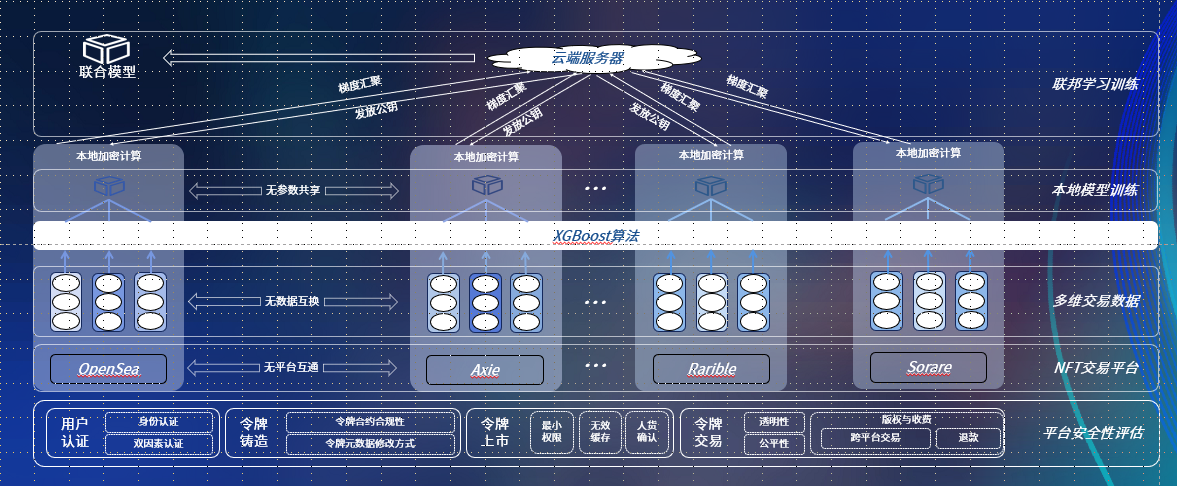 云端服务器
联合模型
联邦学习训练
梯度汇聚
发放公钥
梯度汇聚
发放公钥
梯度汇聚
发放公钥
梯度汇聚
本地加密计算
本地加密计算
本地加密计算
本地加密计算
无参数共享
...
本地模型训练
XGBoost算法
无数据互换
...
多维交易数据
OpenSea
无平台互通
Axie
...
Rarible
Sorare
NFT交易平台
用户
认证
身份认证
双因素认证
令牌
铸造
令牌合约合规性
令牌元数据修改方式
令牌
上市
最小
权限
无效
缓存
人货
确认
令牌
交易
透明性
公平性
版权与收费
跨平台交易
退款
平台安全性评估